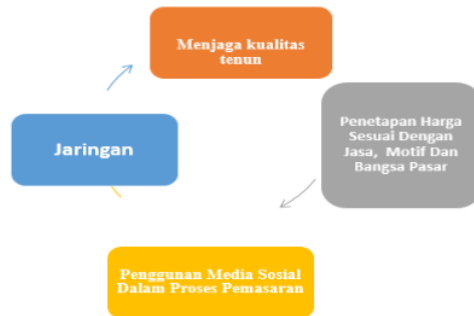 Menjaga kualitas
tenun
Penetapan Harga
Sesuai Dengan
Jasa, Motif Dan
Bangsa Pasar
Jaringan
Penggunan Media Sosial
Dalam Proses Pemasaran